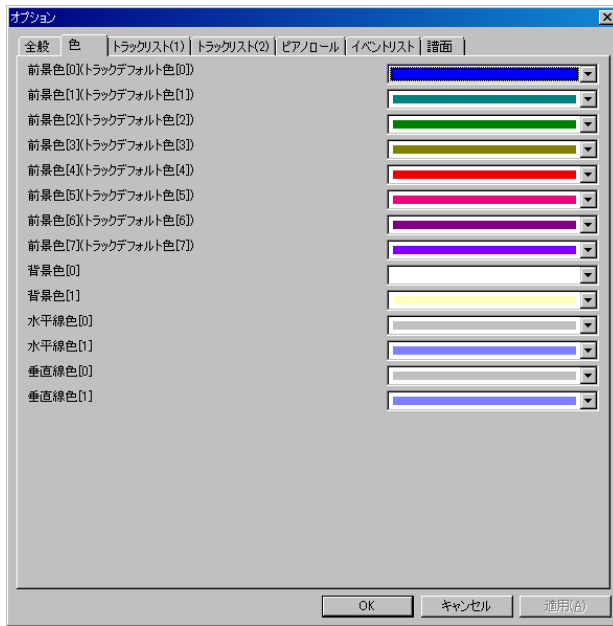 オプション
全般 色 トラックリスト(1) トラックリスト(2) ピアノロール イベントリスト 譜面
前景色[0](トラックデフォルト色[0])
前景色[1](トラックデフォルト色[1])
前景色[2](トラックデフォルト色[2])
前景色[3](トラックデフォルト色[3])
前景色[4](トラックデフォルト色[4])
前景色[5](トラックデフォルト色[5])
前景色[6](トラックデフォルト色[6])
前景色[7](トラックデフォルト色[7])
背景色[0]
背景色[1]
水平線色[0]
水平線色[1]
垂直線色[0]
垂直線色[1]
OK キャンセル 適用(A)